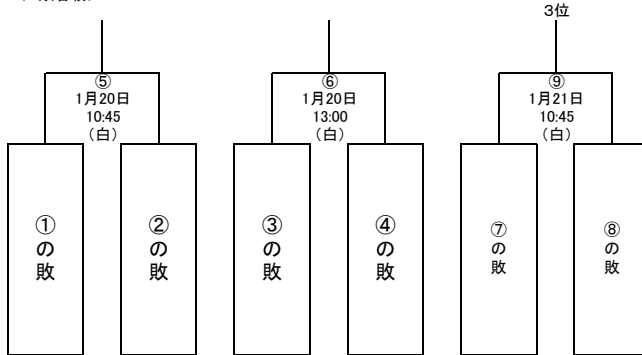 3位
⑤
1月20日
10:45
（白）
⑥
1月20日
13:00
（白）
⑨
1月21日
10:45
（白）
①の敗
②の敗
③の敗
④の敗
⑦の敗
⑧の敗